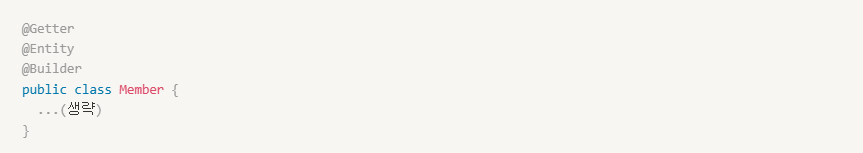 @Getter
@Entity
@Builder
public class Member {
  ...(생략)
}